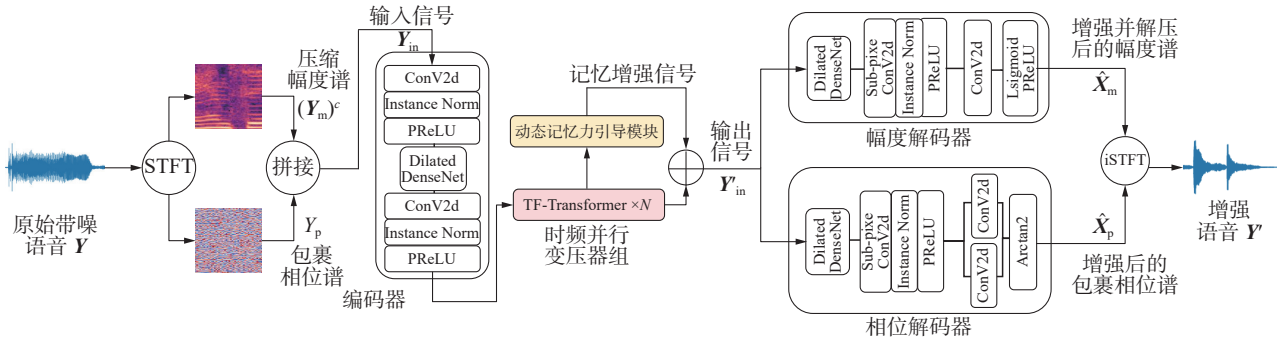 原始带噪
语音 Y
STFT
压缩
幅度谱
(Y_m)^c
Y_p
包裹
相位谱
拼接
输入信号
Y_in
ConV2d
Instance Norm
PReLU
Dilated
DenseNet
ConV2d
Instance Norm
PReLU
编码器
记忆增强信号
动态记忆力引导模块
TF-Transformer ×N
时频并行
变压器组
输出
信号
Y'_in
Dilated
DenseNet
Sub-pixe
ConV2d
Instance Norm
PReLU
ConV2d
Lsigmoid
PReLU
幅度解码器
Dilated
DenseNet
Sub-pixe
ConV2d
Instance Norm
PReLU
ConV2d
ConV2d
Arctan2
相位解码器
增强并解压
后的幅度谱
X̂_m
iSTFT
X̂_p
增强后的
包裹相位谱
增强
语音 Y'